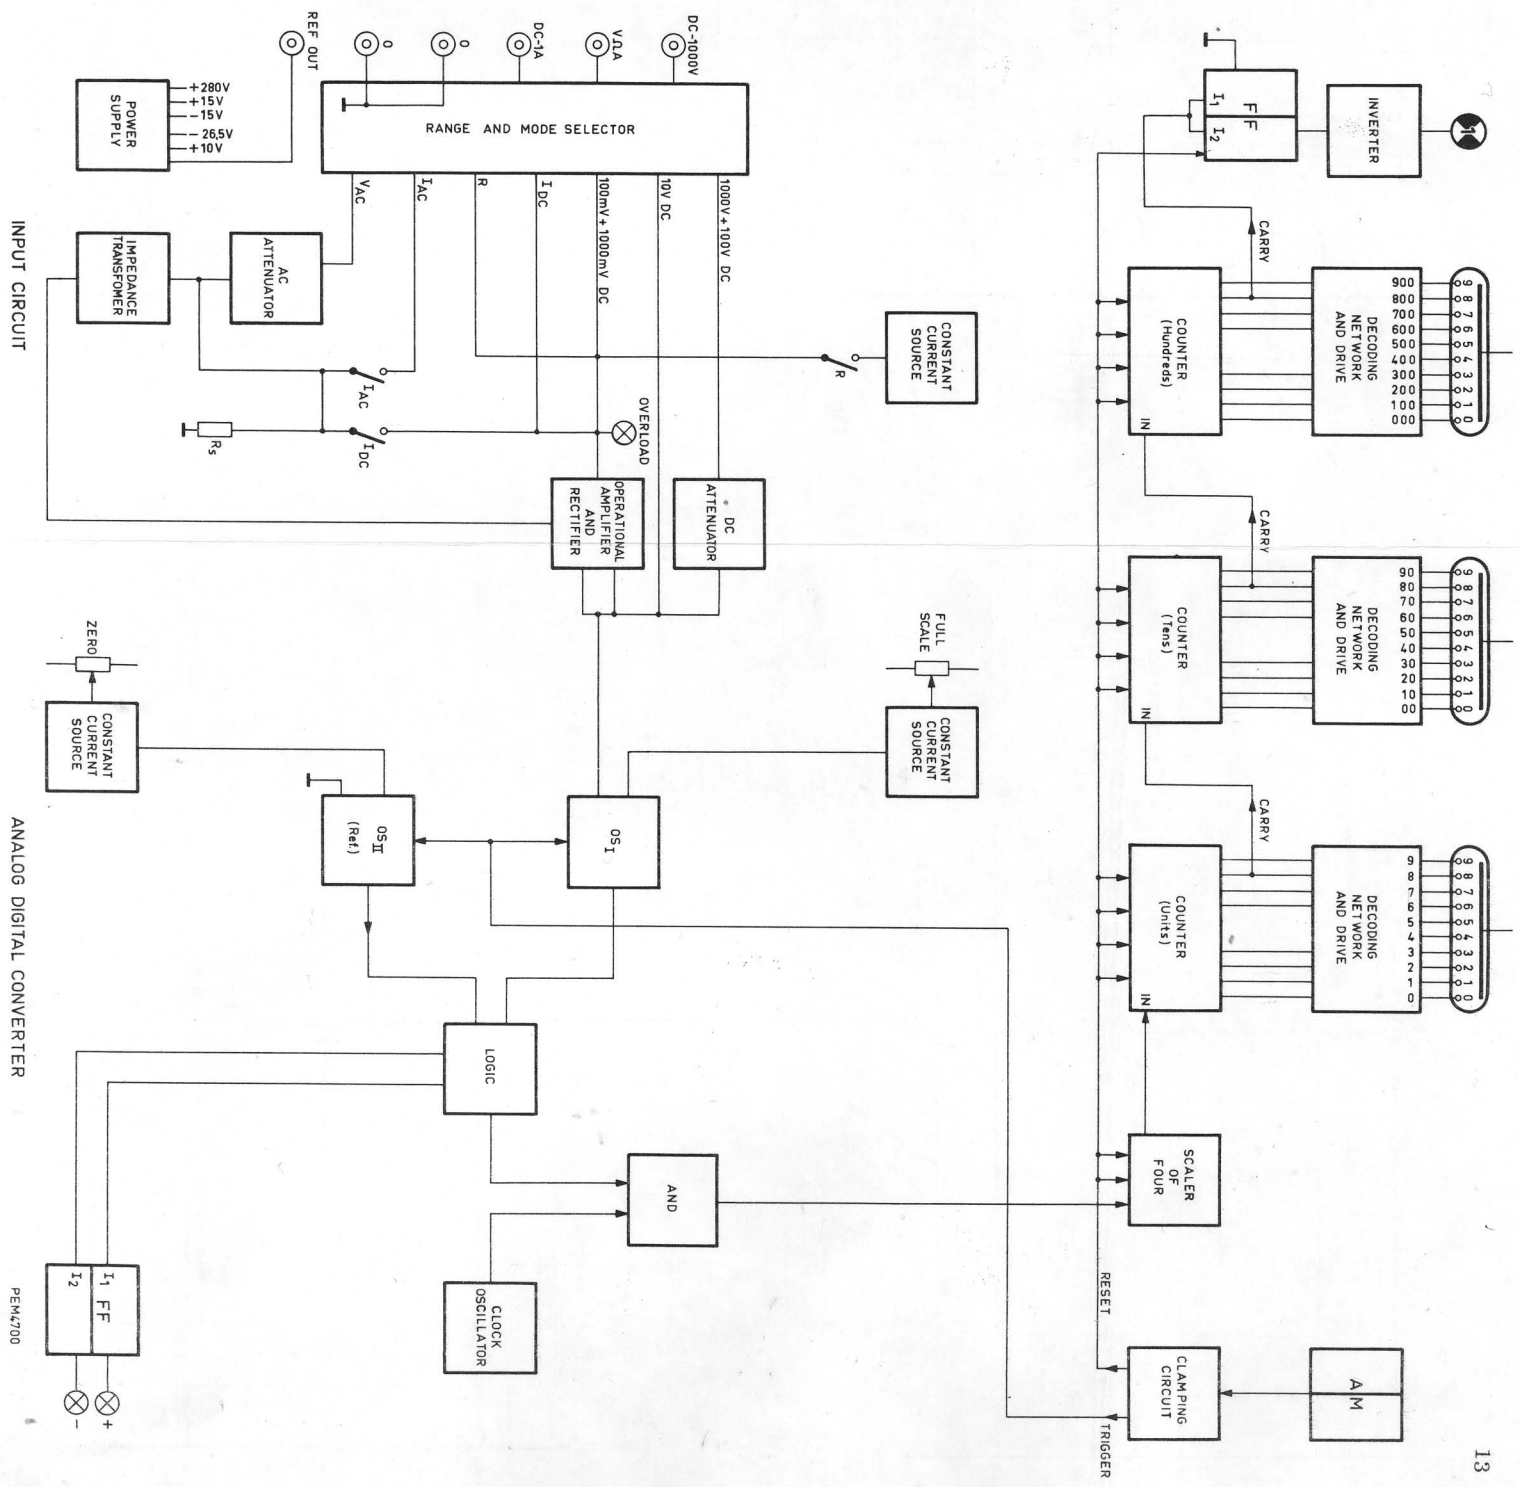 13
REF OUT
0
0
DC-1A
VΩA
DC-1000V
POWER
SUPPLY
+280V
+15V
-15V
-26,5V
+10V
RANGE AND MODE SELECTOR
VAC
IAC
R
IDC
100mV+1000mV DC
10V DC
1000V+100V DC
IMPEDANCE
TRANSFOMER
AC
ATTENUATOR
IAC
IDC
RS
R
CONSTANT
CURRENT
SOURCE
OVERLOAD
OPERATIONAL
AMPLIFIER
AND
RECTIFIER
DC
ATTENUATOR
INPUT CIRCUIT
ZERO
CONSTANT
CURRENT
SOURCE
FULL
SCALE
CONSTANT
CURRENT
SOURCE
OSII
(Ref.)
OSI
LOGIC
AND
CLOCK
OSCILLATOR
I1
I2
FF
+
-
ANALOG DIGITAL CONVERTER
PEM4700
1
INVERTER
FF
I1
I2
CARRY
9 8 7 6 5 4 3 2 1 0
900
800
700
600
500
400
300
200
100
000
DECODING
NETWORK
AND DRIVE
COUNTER
(Hundreds)
IN
CARRY
9 8 7 6 5 4 3 2 1 0
90
80
70
60
50
40
30
20
10
00
DECODING
NETWORK
AND DRIVE
COUNTER
(Tens)
IN
CARRY
9 8 7 6 5 4 3 2 1 0
9
8
7
6
5
4
3
2
1
0
DECODING
NETWORK
AND DRIVE
COUNTER
(Units)
IN
SCALER
OF
FOUR
RESET
CLAMPING
CIRCUIT
TRIGGER
A M